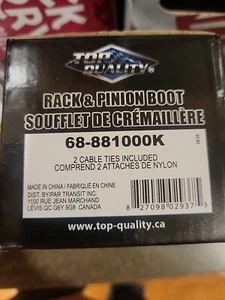 TOP
QUALITY®
RACK & PINION BOOT
SOUFFLET DE CRÉMAILLÈRE
68-881000K
2 CABLE TIES INCLUDED
COMPREND 2 ATTACHES DE NYLON
MADE IN CHINA / FABRIQUÉ EN CHINE
DIST. BY/PAR TRANSIT INC.
1100 RUE JEAN MARCHAND
LÉVIS QC G6Y 9G8 CANADA
8 27098 02937 5
www.top-quality.ca